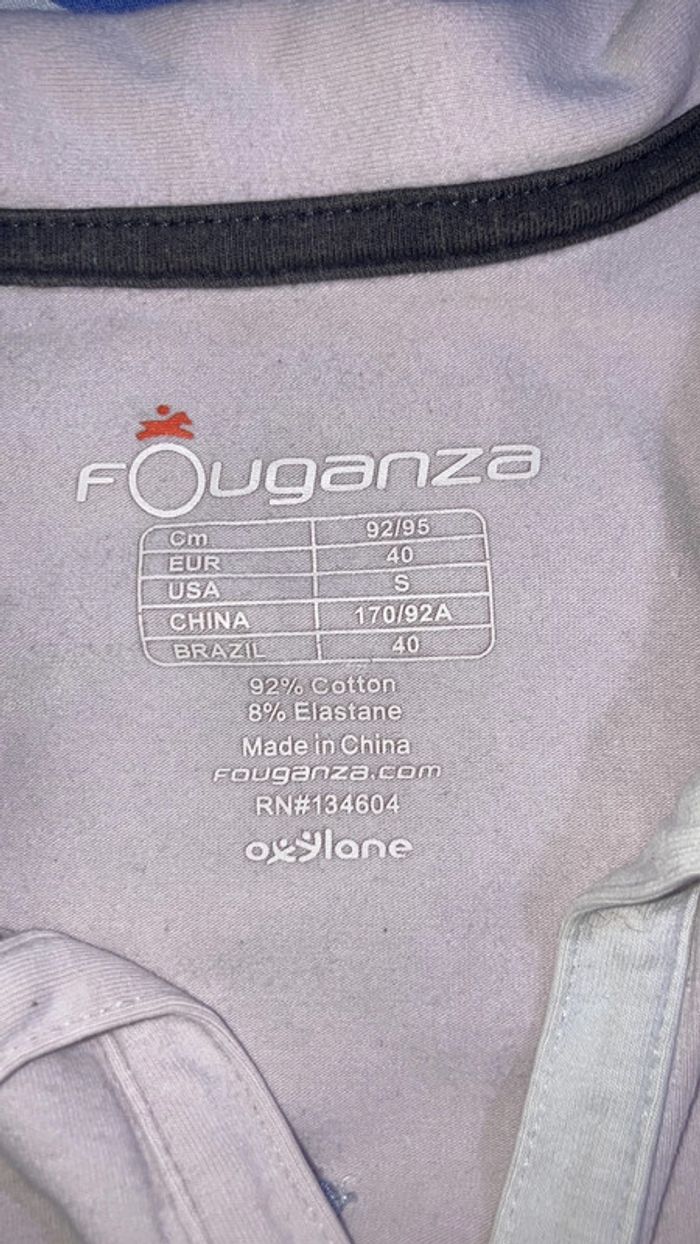 Fouganza
Cm 92/95
EUR 40
USA S
CHINA 170/92A
BRAZIL 40
92% Cotton
8% Elastane
Made in China
Fouganza.com
RN#134604
oxylane